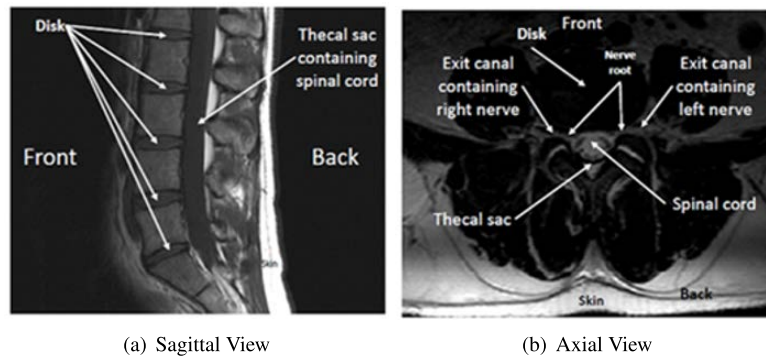 Disk
Thecal sac
containing
spinal cord
Front
Back
Skin
(a) Sagittal View
Front
Disk
Nerve
root
Exit canal
containing
right nerve
Exit canal
containing
left nerve
Thecal sac
Spinal cord
Skin
Back
(b) Axial View